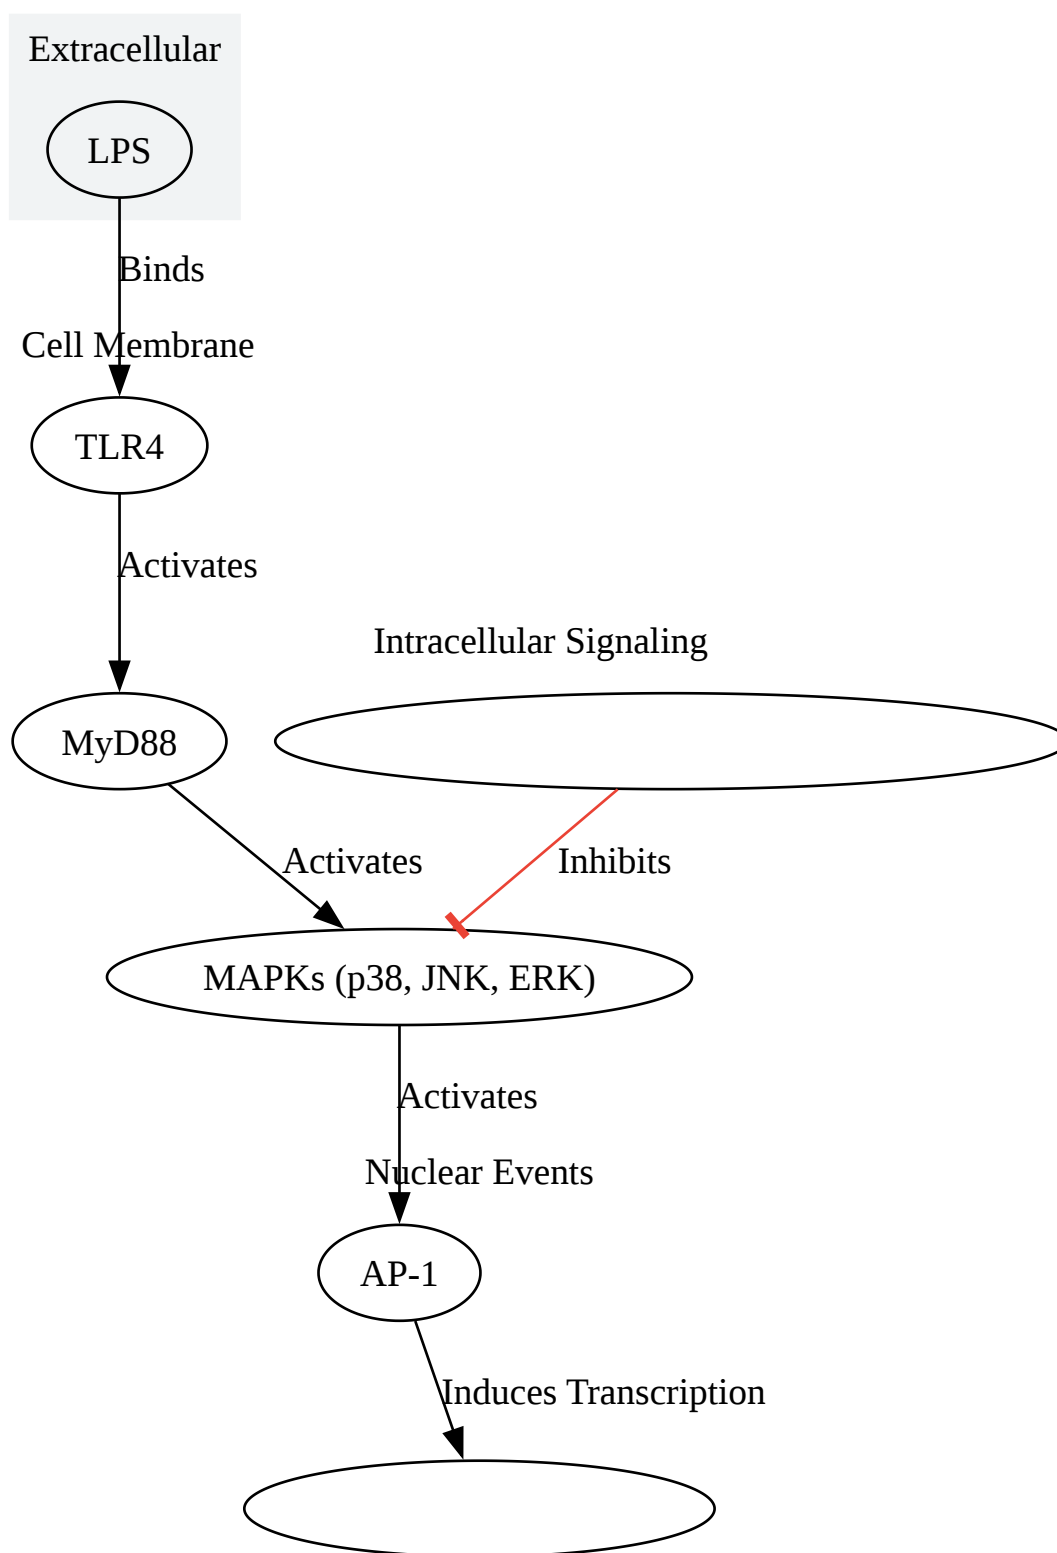 Extracellular
LPS
Binds
Cell Membrane
TLR4
Activates
Intracellular Signaling
MyD88
Activates
Inhibits
MAPKs (p38, JNK, ERK)
Activates
Nuclear Events
AP-1
Induces Transcription